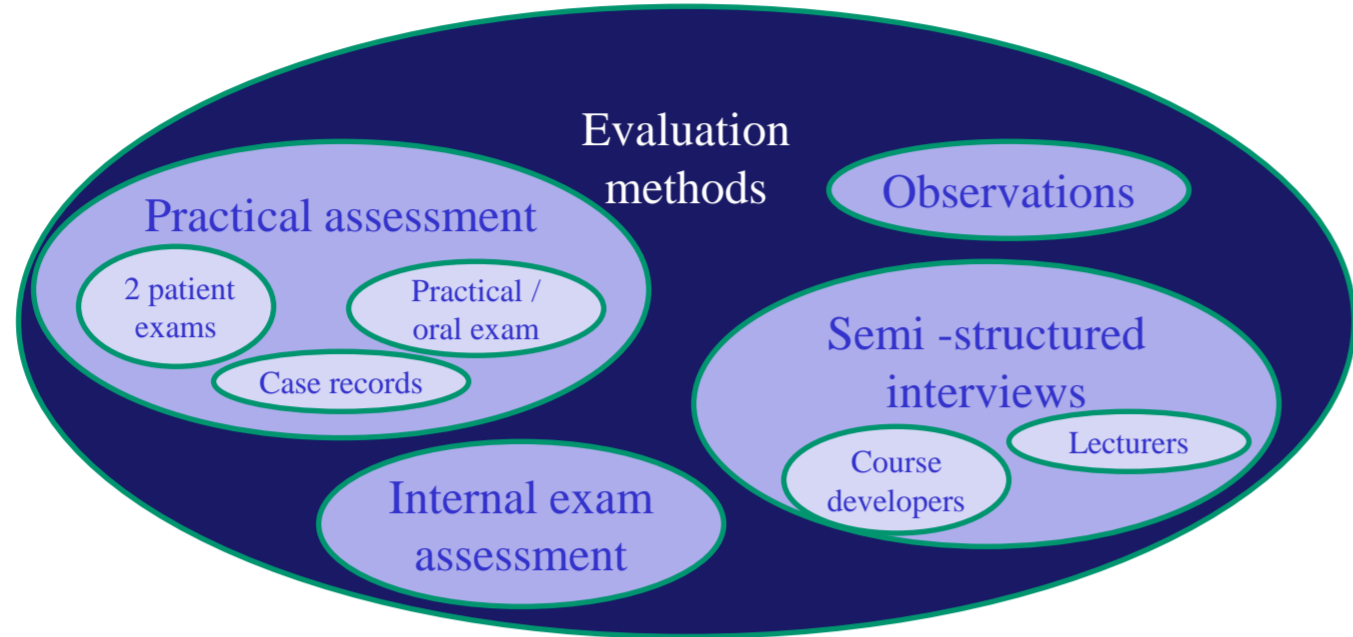 Evaluation
methods
Practical assessment
2 patient
exams
Practical /
oral exam
Case records
Observations
Semi -structured
interviews
Course
developers
Lecturers
Internal exam
assessment